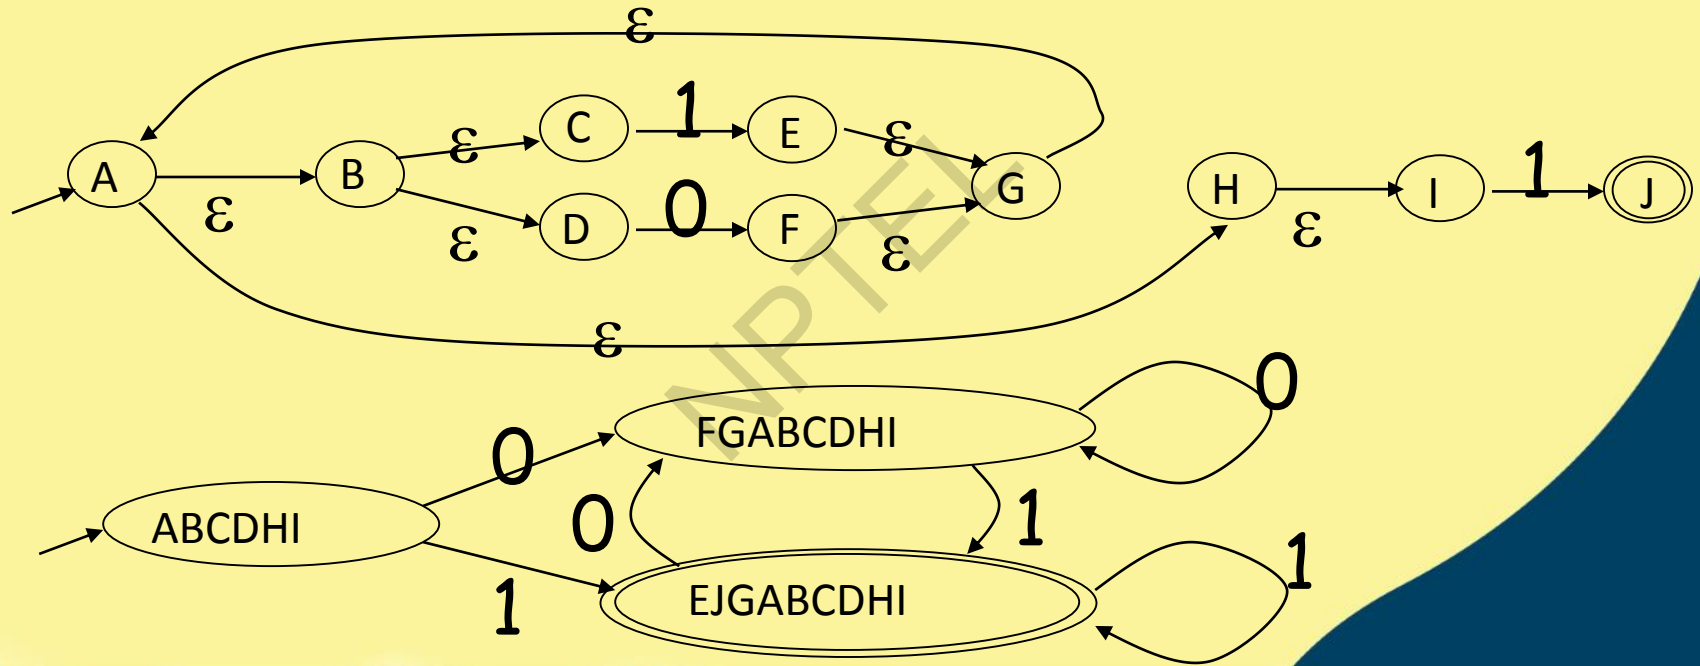 ε
C 1 E
ε ε
A B G H I 1 J
ε D 0 F ε
ε ε
ε
NPTEL
FGABCDHI 0
0
ABCDHI 0 1
1 EJGABCDHI 1